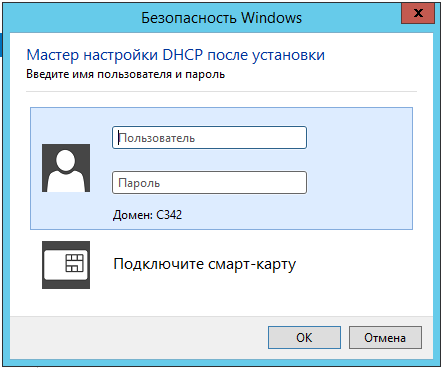 Безопасность Windows
x
Мастер настройки DHCP после установки
Введите имя пользователя и пароль
Пользователь
Пароль
Домен: C342
Подключите смарт-карту
ОК
Отмена